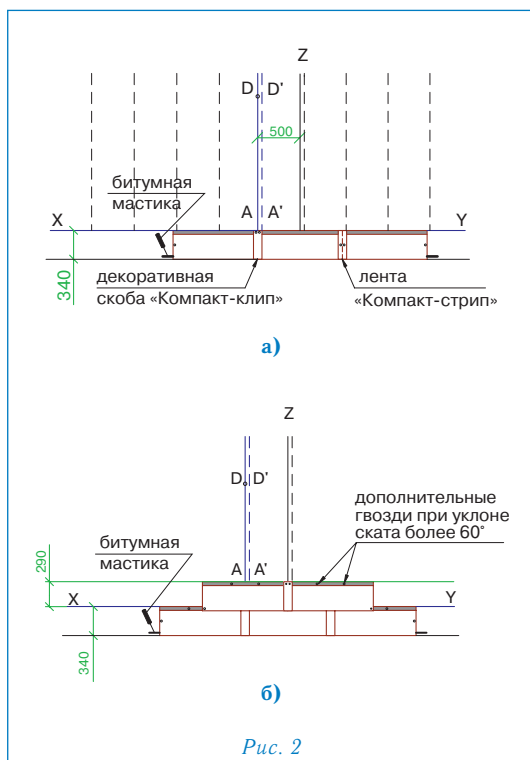 Z
D D'
500
битумная
мастика
X
A A'
Y
340
декоративная
скоба «Компакт-клип»
лента
«Компакт-стрип»
а)
Z
D D'
дополнительные
гвозди при уклоне
ската более 60°
битумная
мастика
290
A A'
X
Y
340
б)
Рис. 2